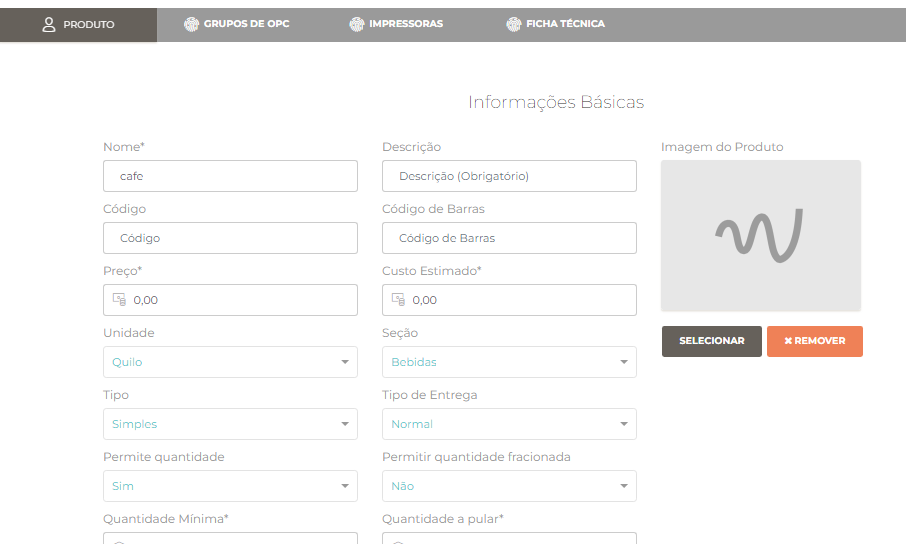 PRODUTO
GRUPOS DE OPC
IMPRESSORAS
FICHA TÉCNICA
Informações Básicas
Nome*
Descrição
Imagem do Produto
cafe
Descrição (Obrigatório)
Código
Código de Barras
Código
Código de Barras
Preço*
Custo Estimado*
0,00
0,00
Unidade
Seção
SELECIONAR
✖ REMOVER
Quilo
Bebidas
Tipo
Tipo de Entrega
Simples
Normal
Permite quantidade
Permitir quantidade fracionada
Sim
Não
Quantidade Mínima*
Quantidade a pular*